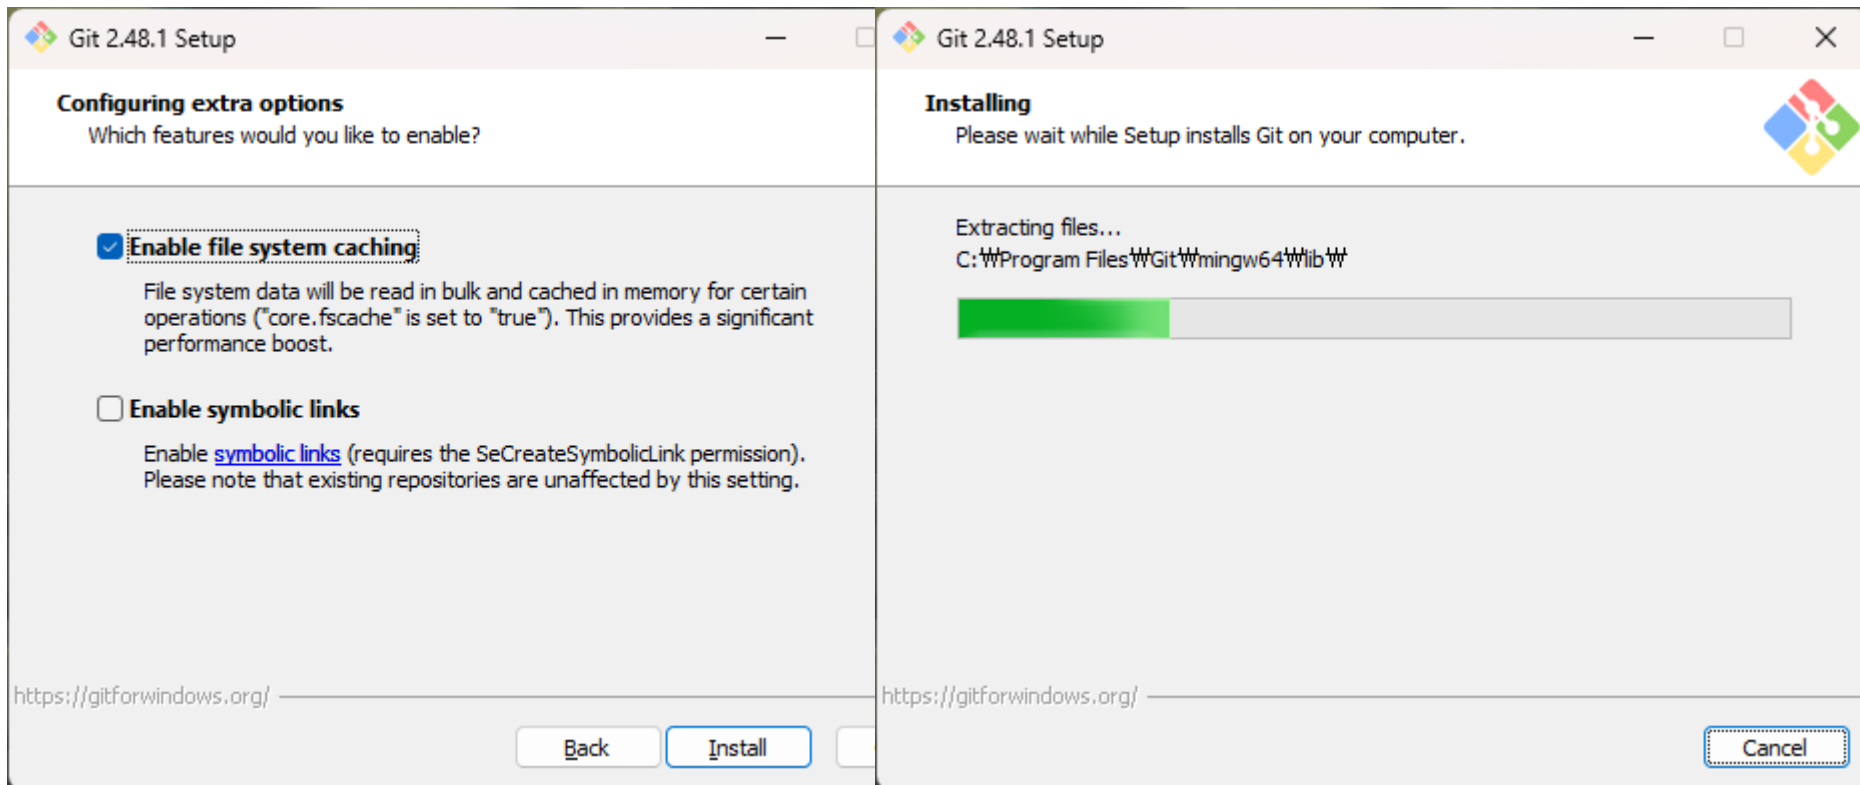 Git 2.48.1 Setup
Configuring extra options
Which features would you like to enable?
Enable file system caching
File system data will be read in bulk and cached in memory for certain
operations ("core.fscache" is set to "true"). This provides a significant
performance boost.
Enable symbolic links
Enable symbolic links (requires the SeCreateSymbolicLink permission).
Please note that existing repositories are unaffected by this setting.
https://gitforwindows.org/
Back
Install
Git 2.48.1 Setup
Installing
Please wait while Setup installs Git on your computer.
Extracting files...
C:₩Program Files₩Git₩mingw64₩lib₩
https://gitforwindows.org/
Cancel